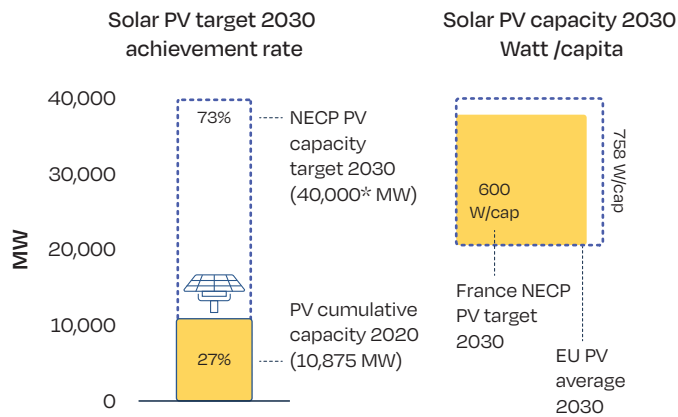 Solar PV target 2030
achievement rate
MW
40,000
30,000
20,000
10,000
0
73%
27%
NECP PV
capacity
target 2030
(40,000* MW)
PV cumulative
capacity 2020
(10,875 MW)
Solar PV capacity 2030
Watt /capita
600
W/cap
758 W/cap
France NECP
PV target
2030
EU PV
average
2030